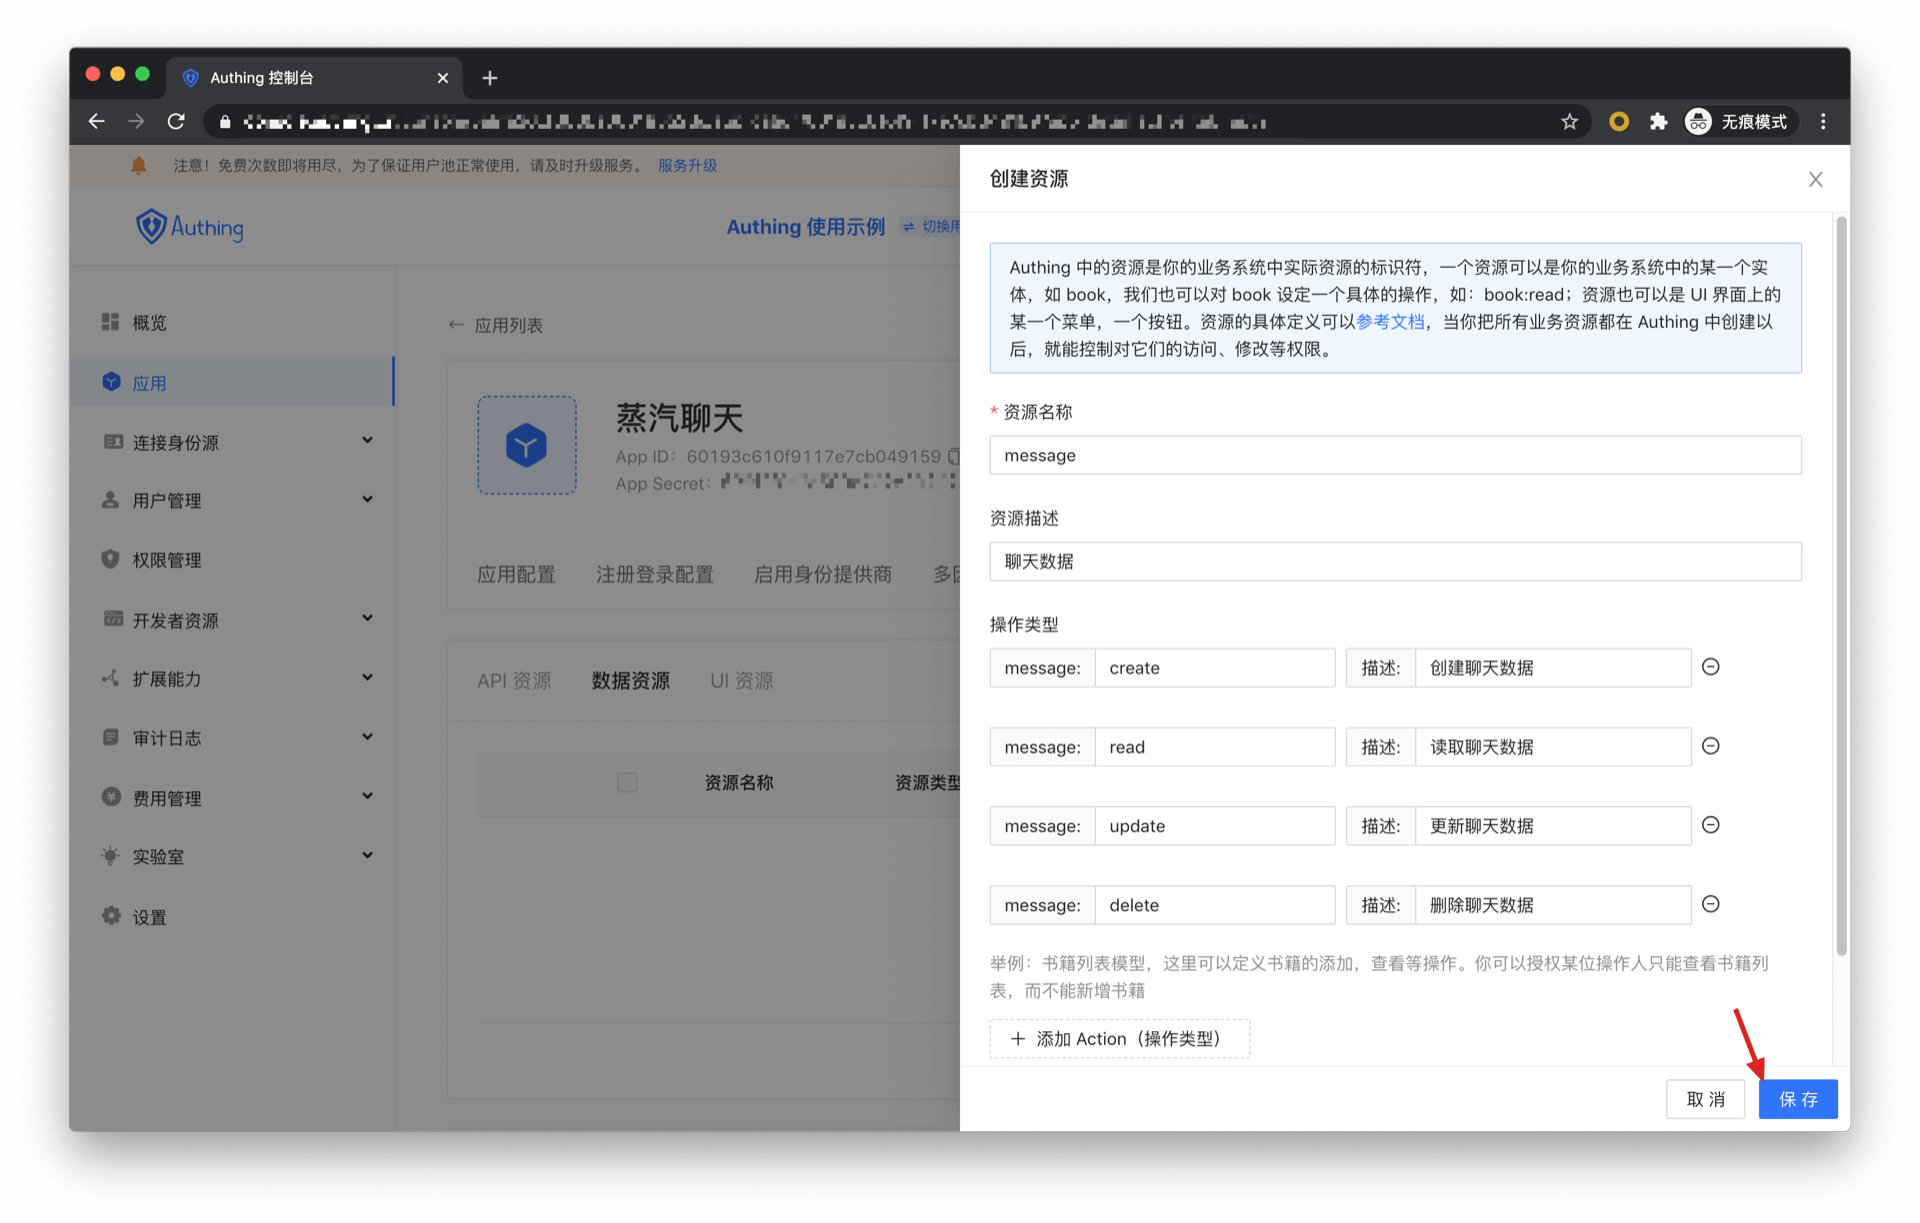 Authing 控制台
无痕模式
注意！免费次数即将用尽，为了保证用户池正常使用，请及时升级服务。 服务升级
Authing
Authing 使用示例
切换用
概览
应用
连接身份源
用户管理
权限管理
开发者资源
扩展能力
审计日志
费用管理
实验室
设置
← 应用列表
蒸汽聊天
App ID：60193c610f9117e7cb049159
App Secret：
应用配置 注册登录配置 启用身份提供商 多因
API 资源 数据资源 UI 资源
资源名称 资源类型
创建资源
Authing 中的资源是你的业务系统中实际资源的标识符，一个资源可以是你的业务系统中的某一个实
体，如 book，我们也可以对 book 设定一个具体的操作，如：book:read；资源也可以是 UI 界面上的
某一个菜单，一个按钮。资源的具体定义可以参考文档，当你把所有业务资源都在 Authing 中创建以
后，就能控制对它们的访问、修改等权限。
* 资源名称
message
资源描述
聊天数据
操作类型
message: create 描述: 创建聊天数据
message: read 描述: 读取聊天数据
message: update 描述: 更新聊天数据
message: delete 描述: 删除聊天数据
举例：书籍列表模型，这里可以定义书籍的添加，查看等操作。你可以授权某位操作人只能查看书籍列
表，而不能新增书籍
+ 添加 Action（操作类型）
取 消
保 存